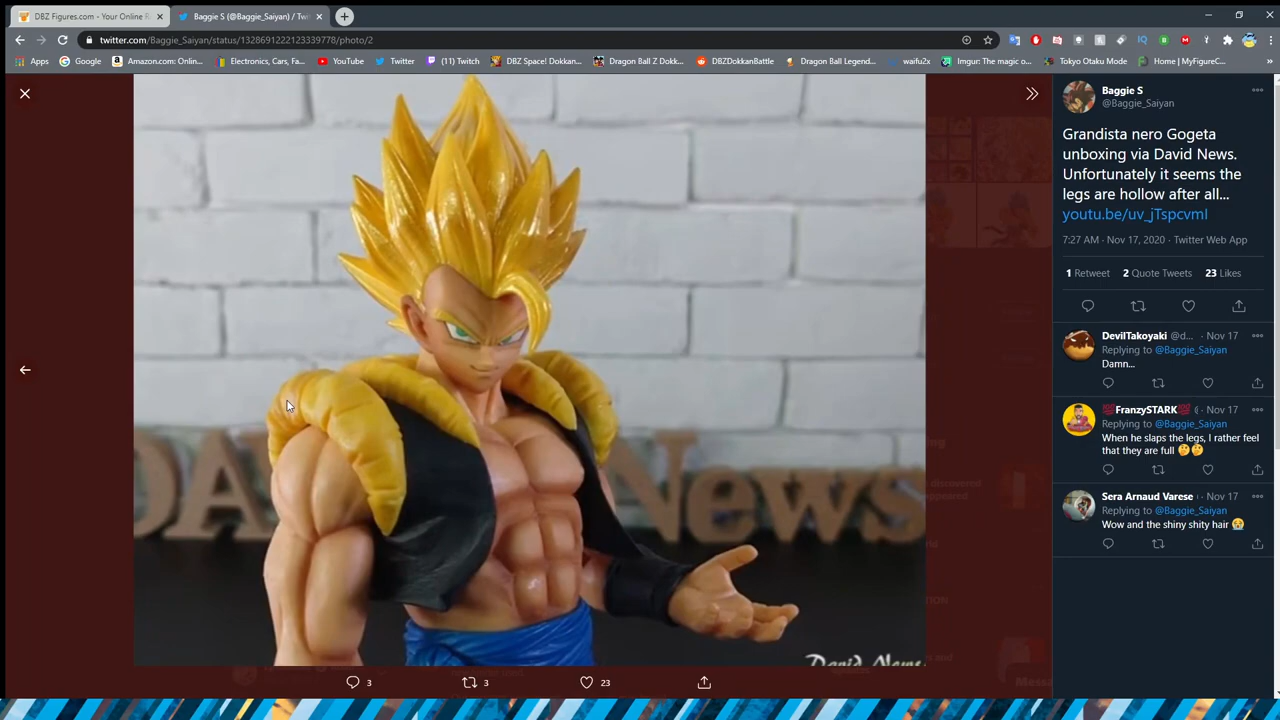 DBZ Figures.com - Your Online R
Baggie S (@Baggie_Saiyan) / Twi
twitter.com/Baggie_Saiyan/status/1328691222123339778/photo/2
Apps
Google
Amazon.com: Onlin...
Electronics, Cars, Fa...
YouTube
Twitter
(11) Twitch
DBZ Space! Dokkan...
Dragon Ball Z Dokk...
DBZDokkanBattle
Dragon Ball Legend...
waifu2x
Imgur: The magic o...
Tokyo Otaku Mode
Home | MyFigureC...
Baggie S
@Baggie_Saiyan
Grandista nero Gogeta
unboxing via David News.
Unfortunately it seems the
legs are hollow after all...
youtu.be/uv_jTspcvmI
7:27 AM · Nov 17, 2020 · Twitter Web App
1 Retweet 2 Quote Tweets 23 Likes
DevilTakoyaki @d... · Nov 17
Replying to @Baggie_Saiyan
Damn...
💯FranzySTARK💯 · Nov 17
Replying to @Baggie_Saiyan
When he slaps the legs, I rather feel
that they are full 🤔🤔
Sera Arnaud Varese · Nov 17
Replying to @Baggie_Saiyan
Wow and the shiny shity hair 😭
DA News
David News
3 3 23